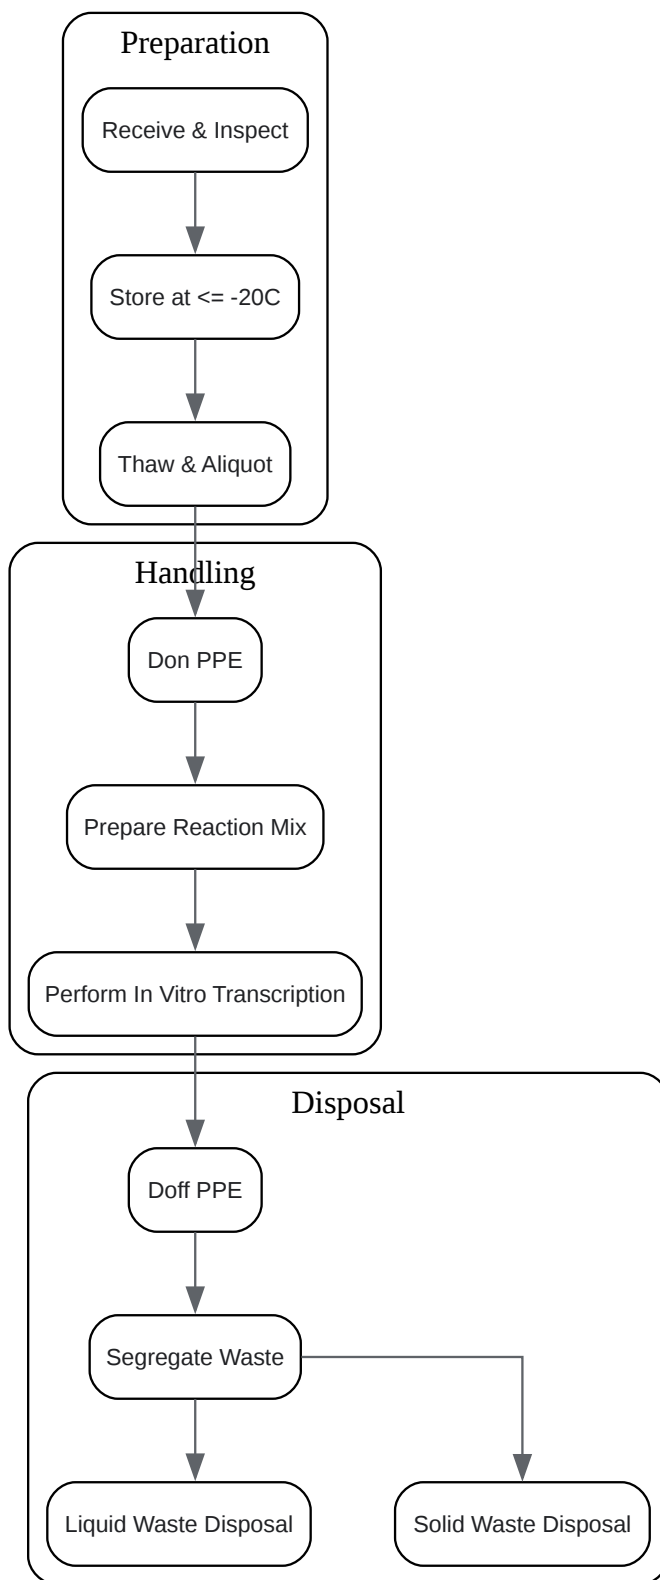 Preparation
Receive & Inspect
Store at <= -20C
Thaw & Aliquot
Handling
Don PPE
Prepare Reaction Mix
Perform In Vitro Transcription
Disposal
Doff PPE
Segregate Waste
Liquid Waste Disposal
Solid Waste Disposal